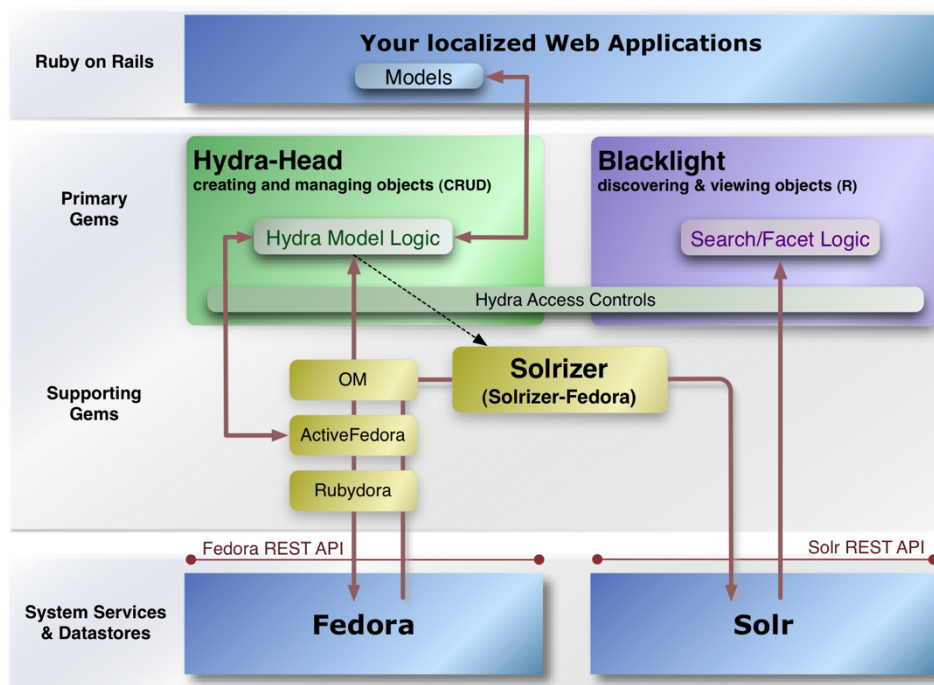 Ruby on Rails
Your localized Web Applications
Models
Primary
Gems
Hydra-Head
creating and managing objects (CRUD)
Hydra Model Logic
Blacklight
discovering & viewing objects (R)
Search/Facet Logic
Hydra Access Controls
Supporting
Gems
OM
ActiveFedora
Rubydora
Solrizer
(Solrizer-Fedora)
Fedora REST API
Solr REST API
System Services
& Datastores
Fedora
Solr